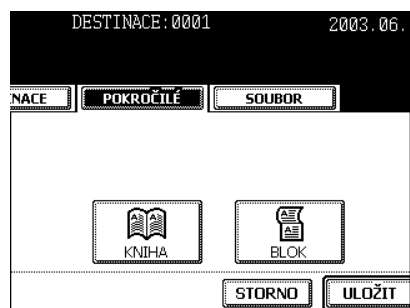 DESTINACE:0001 2003.06.
NACE POKROČILÉ SOUBOR
KNIHA BLOK
STORNO ULOŽIT